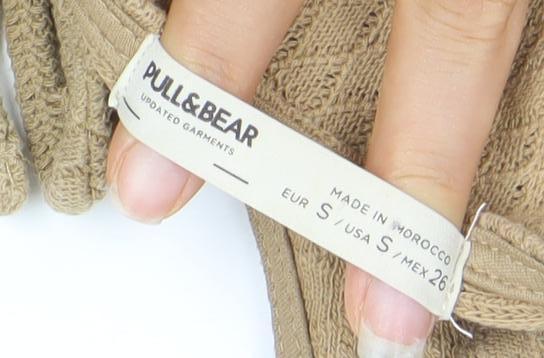 PULL&BEAR
UPDATED GARMENTS
MADE IN MOROCCO
EUR S / USA S / MEX 26